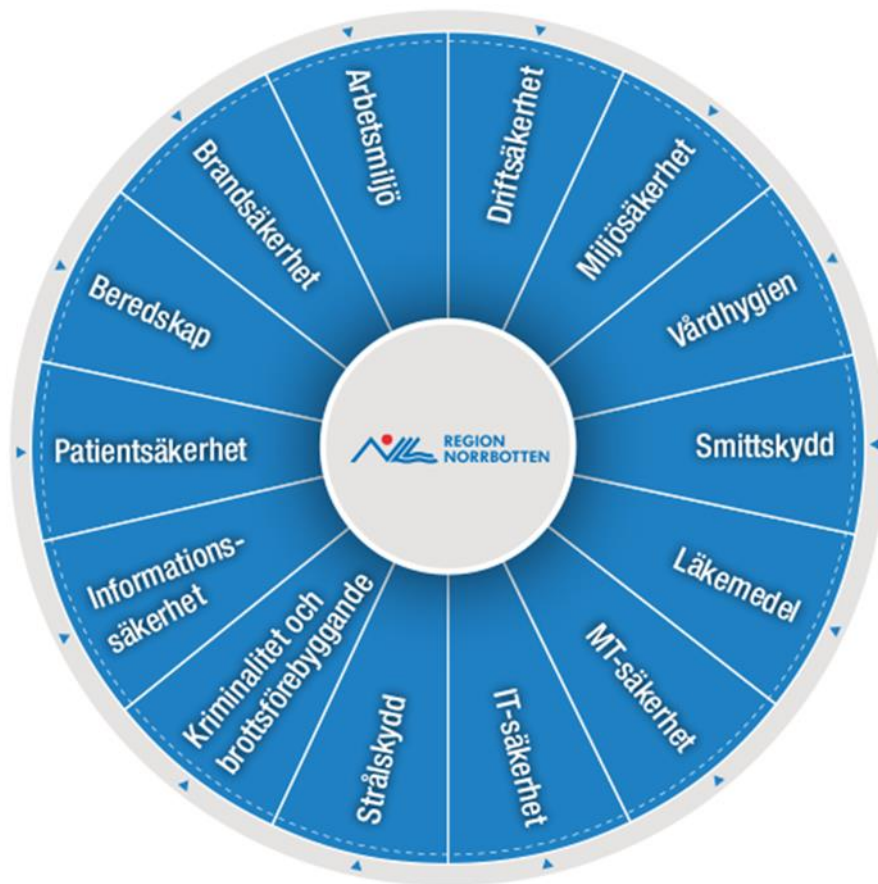 Arbetsmiljö
Driftsäkerhet
Miljösäkerhet
Vårdhygien
Smittskydd
Läkemedel
MT-säkerhet
IT-säkerhet
Strålskydd
Kriminalitet och
brottsförebyggande
Informations-
säkerhet
Patientsäkerhet
Beredskap
Brandsäkerhet
REGION
NORRBOTTEN